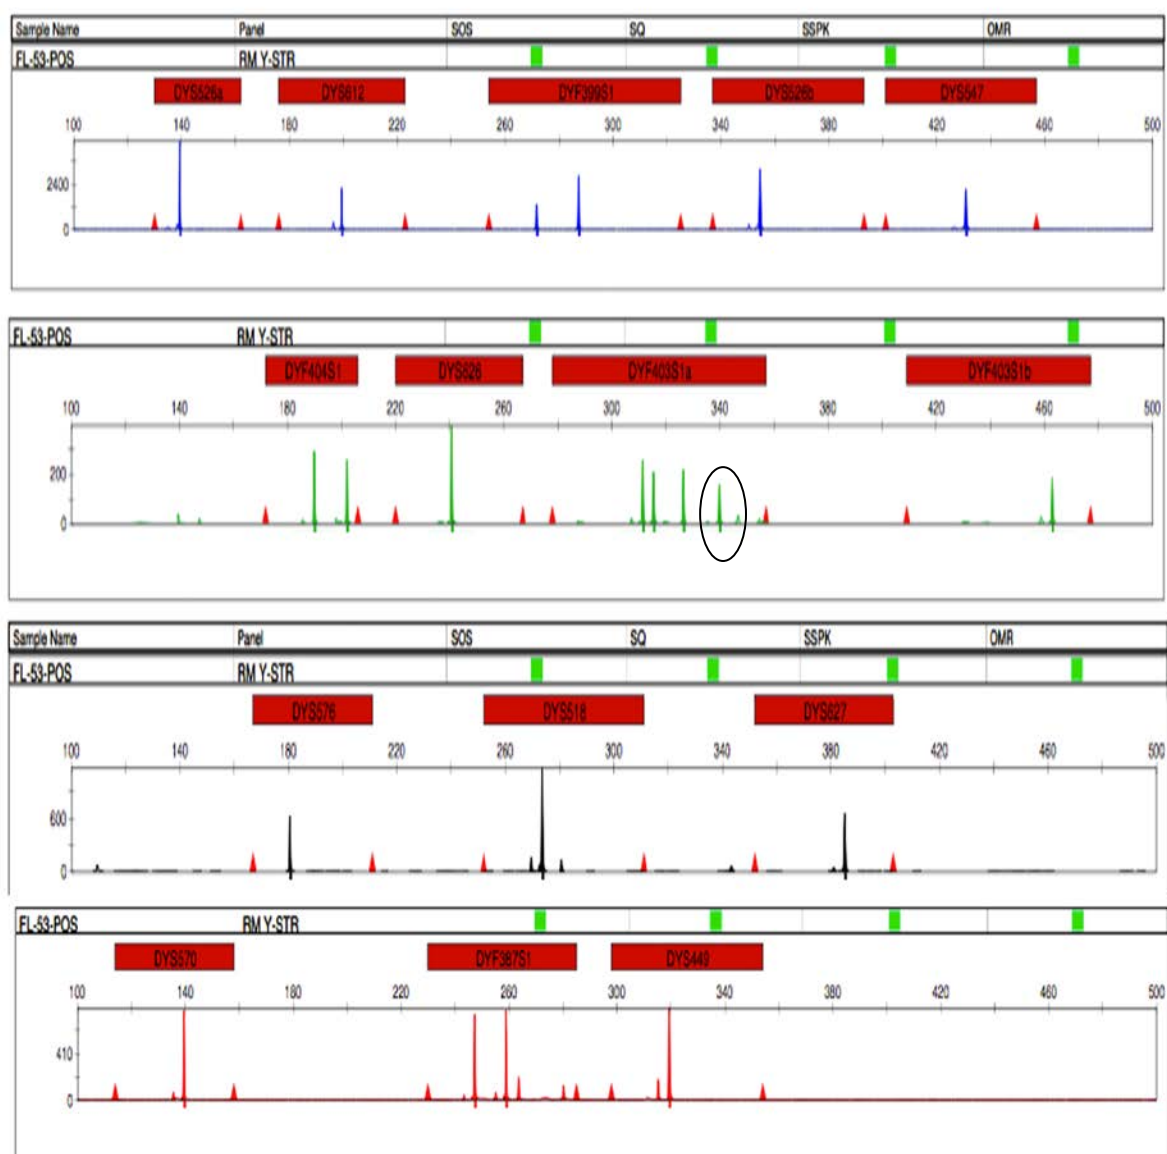 Sample Name Panel SOS SQ SSPK OMR
FL-53-POS RM Y-STR
DYS526a DYS612 DYF399S1 DYS526b DYS547
100 140 180 220 260 300 340 380 420 460 500
2400
0
FL-53-POS RM Y-STR
DYF404S1 DYS626 DYF403S1a DYF403S1b
100 140 180 220 260 300 340 380 420 460 500
200
0
Sample Name Panel SOS SQ SSPK OMR
FL-53-POS RM Y-STR
DYS576 DYS518 DYS627
100 140 180 220 260 300 340 380 420 460 500
600
0
FL-53-POS RM Y-STR
DYS570 DYF387S1 DYS449
100 140 180 220 260 300 340 380 420 460 500
410
0